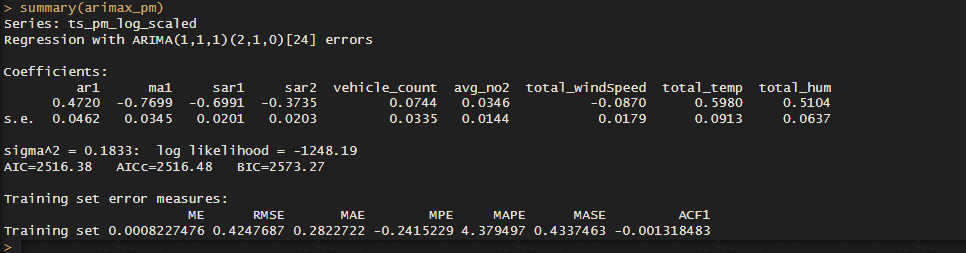 > summary(arimax_pm)
Series: ts_pm_log_scaled
Regression with ARIMA(1,1,1)(2,1,0)[24] errors
Coefficients:
ar1 ma1 sar1 sar2 vehicle_count avg_no2 total_windSpeed total_temp total_hum
0.4720 -0.7699 -0.6991 -0.3735 0.0744 0.0346 -0.0870 0.5980 0.5104
s.e. 0.0462 0.0345 0.0201 0.0203 0.0335 0.0144 0.0179 0.0913 0.0637
sigma^2 = 0.1833: log likelihood = -1248.19
AIC=2516.38 AICc=2516.48 BIC=2573.27
Training set error measures:
ME RMSE MAE MPE MAPE MASE ACF1
Training set 0.0008227476 0.4247687 0.2822722 -0.2415229 4.379497 0.4337463 -0.001318483
>